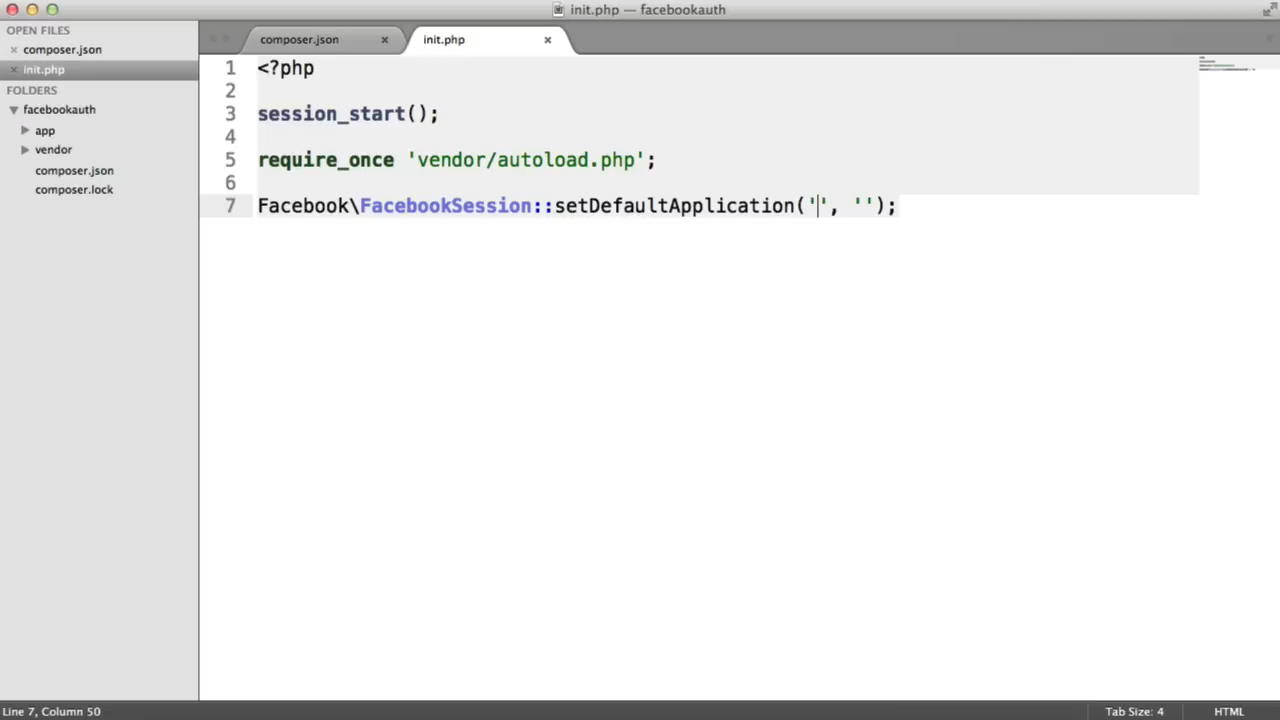 init.php — facebookauth
OPEN FILES
composer.json
init.php
FOLDERS
facebookauth
app
vendor
composer.json
composer.lock
composer.json
init.php
1 <?php
2
3 session_start();
4
5 require_once 'vendor/autoload.php';
6
7 Facebook\FacebookSession::setDefaultApplication('', '');
Line 7, Column 50
Tab Size: 4
HTML